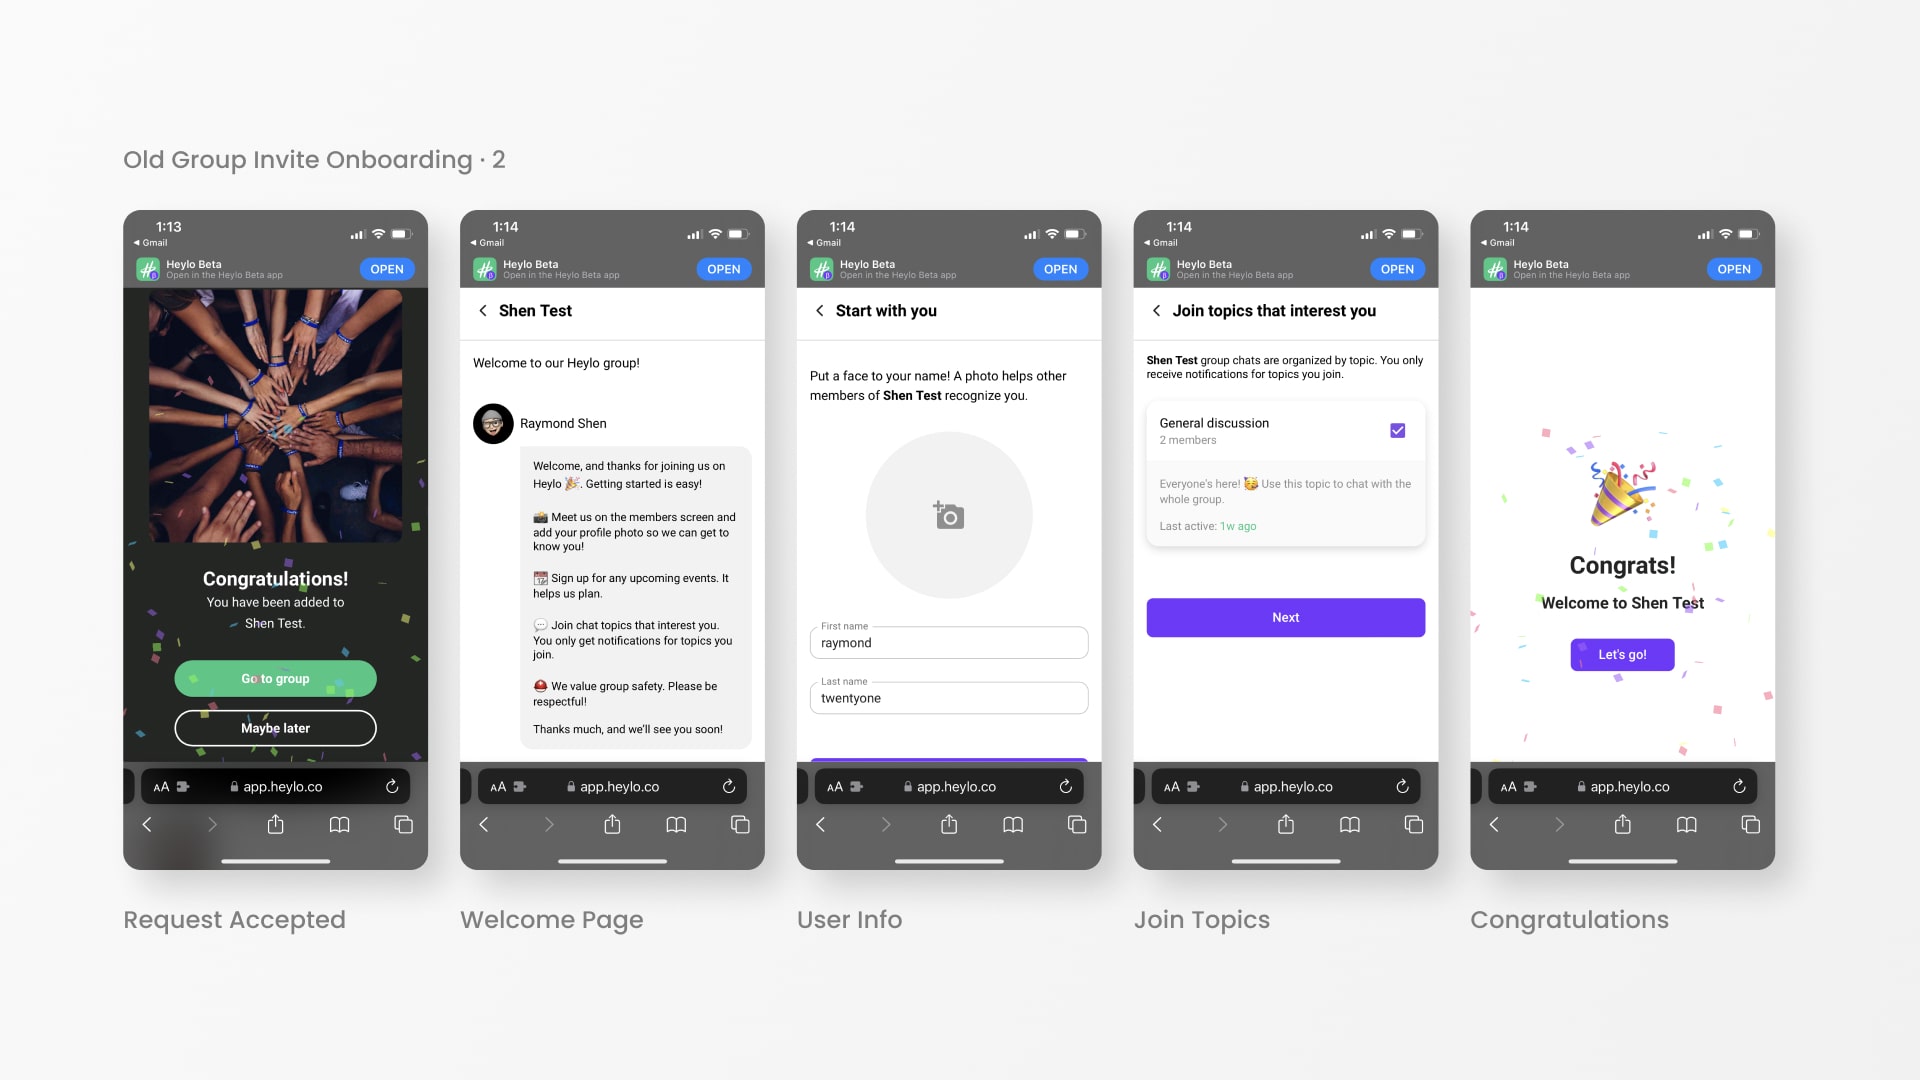 Old Group Invite Onboarding · 2
1:13
◄ Gmail
Heylo Beta
Open in the Heylo Beta app
OPEN
Congratulations!
You have been added to
Shen Test.
Go to group
Maybe later
AA
app.heylo.co
Request Accepted
1:14
◄ Gmail
Heylo Beta
Open in the Heylo Beta app
OPEN
Shen Test
Welcome to our Heylo group!
Raymond Shen
Welcome, and thanks for joining us on
Heylo 🎉. Getting started is easy!
📸 Meet us on the members screen and
add your profile photo so we can get to
know you!
📆 Sign up for any upcoming events. It
helps us plan.
💬 Join chat topics that interest you.
You only get notifications for topics you
join.
⛑️ We value group safety. Please be
respectful!
Thanks much, and we'll see you soon!
AA
app.heylo.co
Welcome Page
1:14
◄ Gmail
Heylo Beta
Open in the Heylo Beta app
OPEN
Start with you
Put a face to your name! A photo helps other
members of Shen Test recognize you.
First name
raymond
Last name
twentyone
AA
app.heylo.co
User Info
1:14
◄ Gmail
Heylo Beta
Open in the Heylo Beta app
OPEN
Join topics that interest you
Shen Test group chats are organized by topic. You only
receive notifications for topics you join.
General discussion
2 members
Everyone's here! 🥳 Use this topic to chat with the
whole group.
Last active: 1w ago
Next
AA
app.heylo.co
Join Topics
1:14
◄ Gmail
Heylo Beta
Open in the Heylo Beta app
OPEN
Congrats!
Welcome to Shen Test
Let's go!
AA
app.heylo.co
Congratulations